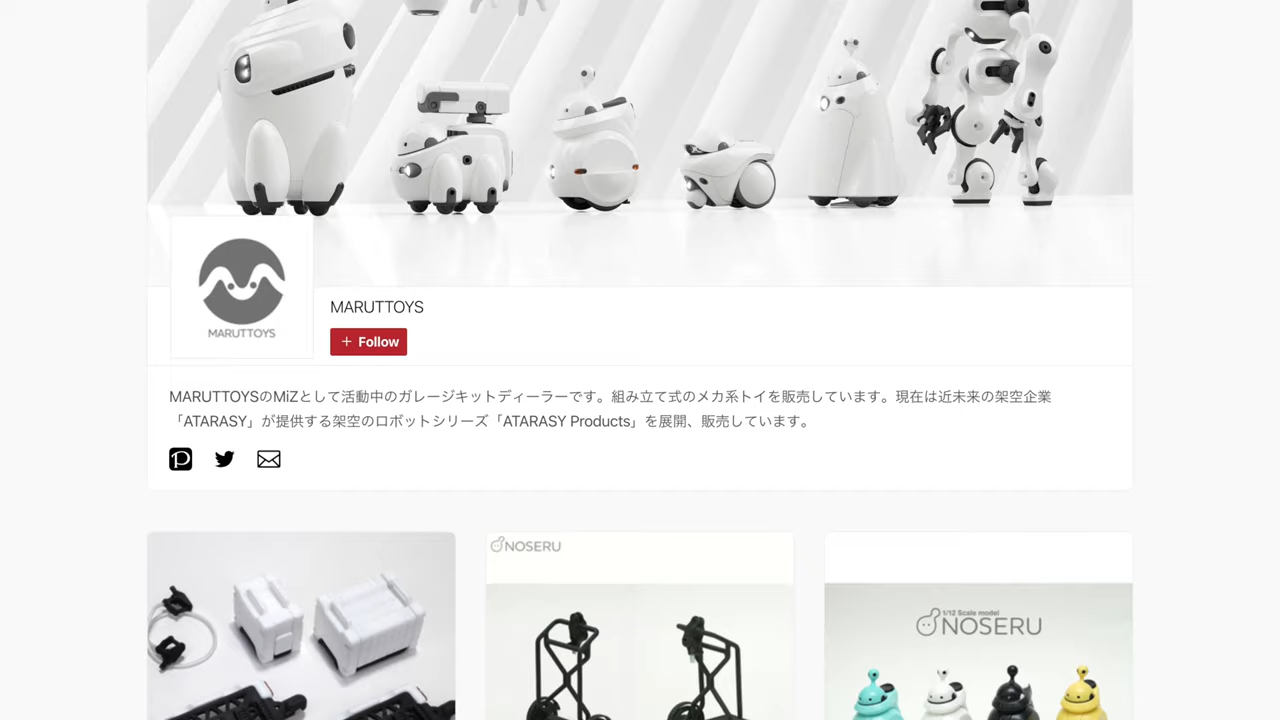 MARUTTOYS
MARUTTOYS
+ Follow
MARUTTOYSのMiZとして活動中のガレージキットディーラーです。組み立て式のメカ系トイを販売しています。現在は近未来の架空企業
「ATARASY」が提供する架空のロボットシリーズ「ATARASY Products」を展開、販売しています。
NOSERU
1/12 Scale model
NOSERU